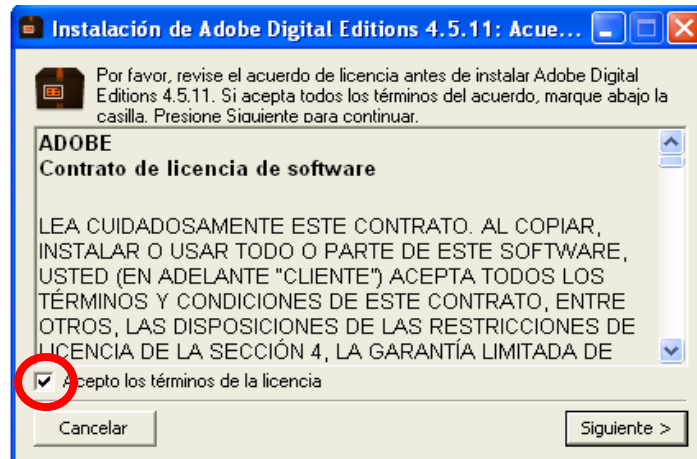 Instalación de Adobe Digital Editions 4.5.11: Acue...
Por favor, revise el acuerdo de licencia antes de instalar Adobe Digital
Editions 4.5.11. Si acepta todos los términos del acuerdo, marque abajo la
casilla. Presione Siguiente para continuar.
ADOBE
Contrato de licencia de software
LEA CUIDADOSAMENTE ESTE CONTRATO. AL COPIAR,
INSTALAR O USAR TODO O PARTE DE ESTE SOFTWARE,
USTED (EN ADELANTE "CLIENTE") ACEPTA TODOS LOS
TÉRMINOS Y CONDICIONES DE ESTE CONTRATO, ENTRE
OTROS, LAS DISPOSICIONES DE LAS RESTRICCIONES DE
LICENCIA DE LA SECCIÓN 4, LA GARANTÍA LIMITADA DE
Acepto los términos de la licencia
Cancelar
Siguiente >